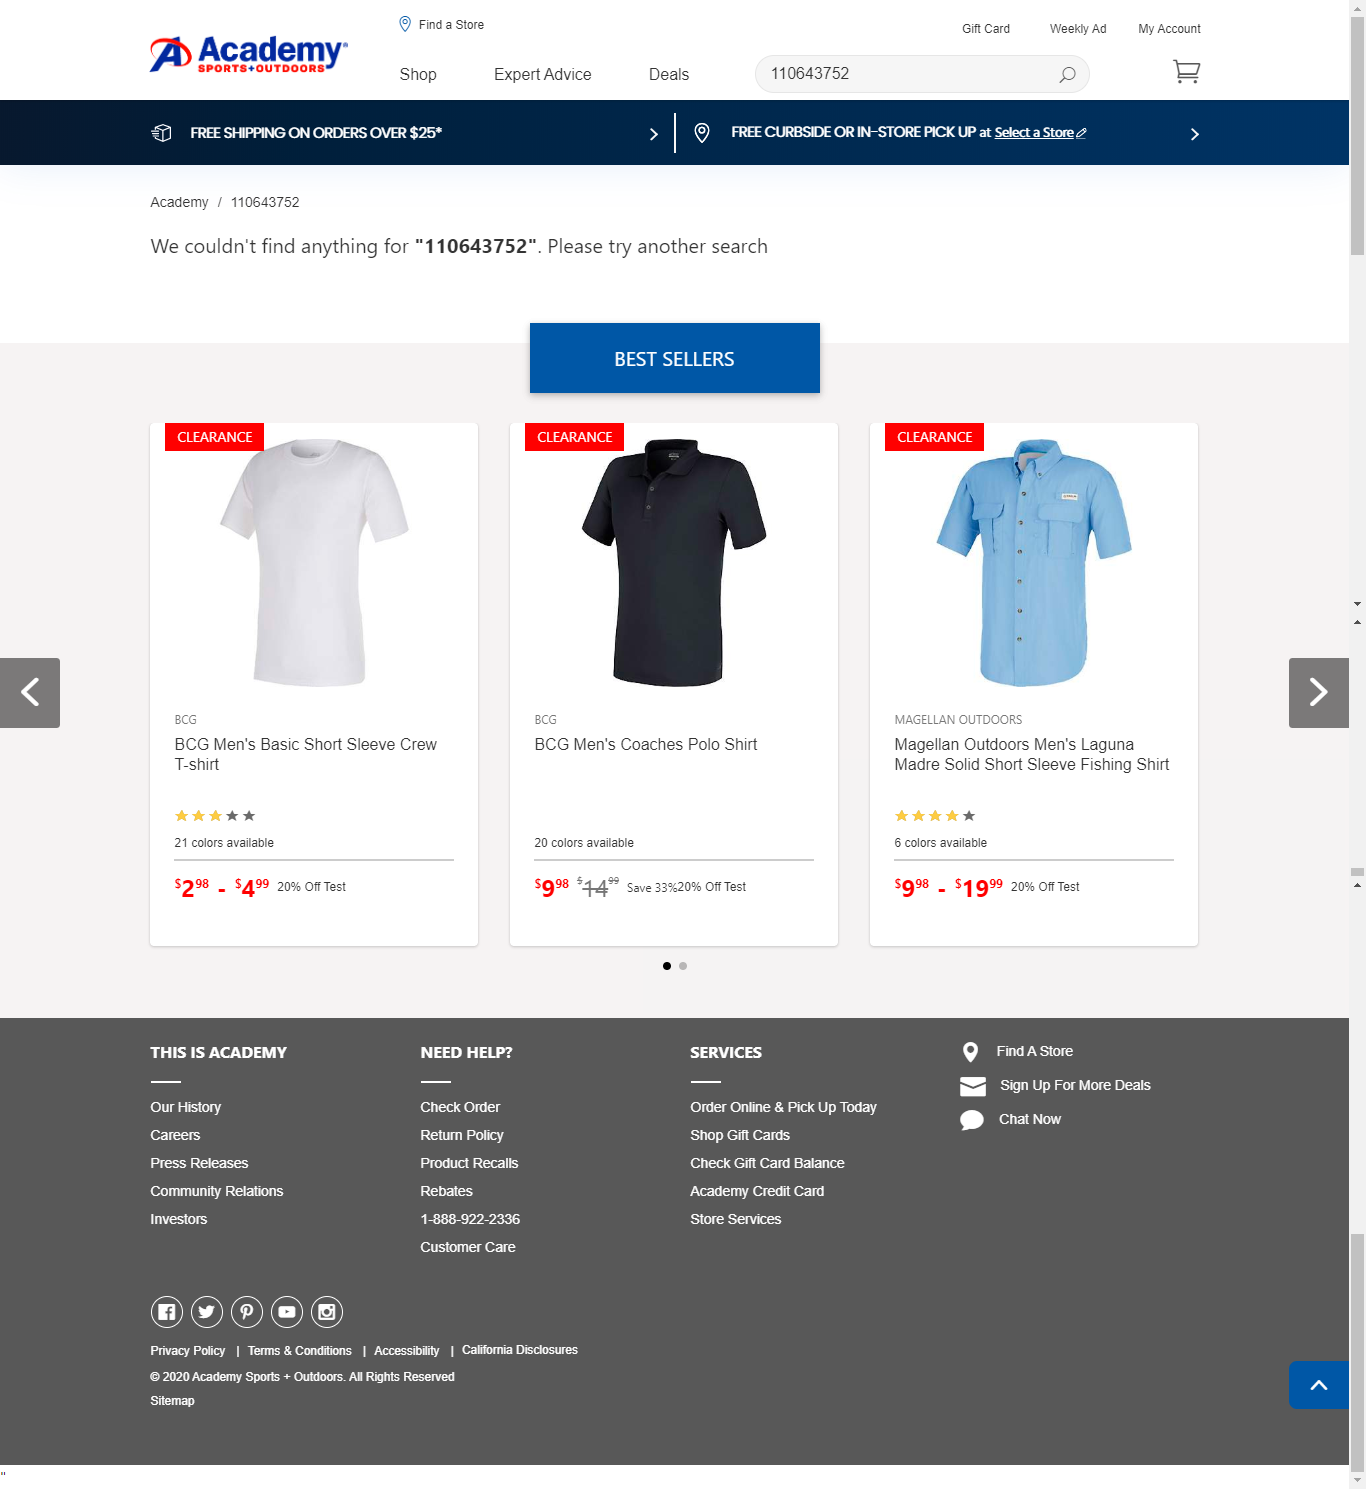 Find a Store
Gift Card
Weekly Ad
My Account
Academy
SPORTS+OUTDOORS
Shop
Expert Advice
Deals
110643752
FREE SHIPPING ON ORDERS OVER $25*
FREE CURBSIDE OR IN-STORE PICK UP at Select a Store
Academy / 110643752
We couldn't find anything for "110643752". Please try another search
BEST SELLERS
CLEARANCE
BCG
BCG Men's Basic Short Sleeve Crew
T-shirt
21 colors available
$2.98 - $4.99 20% Off Test
CLEARANCE
BCG
BCG Men's Coaches Polo Shirt
20 colors available
$9.98 $14.99 Save 33%20% Off Test
CLEARANCE
MAGELLAN OUTDOORS
Magellan Outdoors Men's Laguna
Madre Solid Short Sleeve Fishing Shirt
6 colors available
$9.98 - $19.99 20% Off Test
THIS IS ACADEMY
Our History
Careers
Press Releases
Community Relations
Investors
NEED HELP?
Check Order
Return Policy
Product Recalls
Rebates
1-888-922-2336
Customer Care
SERVICES
Order Online & Pick Up Today
Shop Gift Cards
Check Gift Card Balance
Academy Credit Card
Store Services
Find A Store
Sign Up For More Deals
Chat Now
Privacy Policy | Terms & Conditions | Accessibility | California Disclosures
© 2020 Academy Sports + Outdoors. All Rights Reserved
Sitemap
"